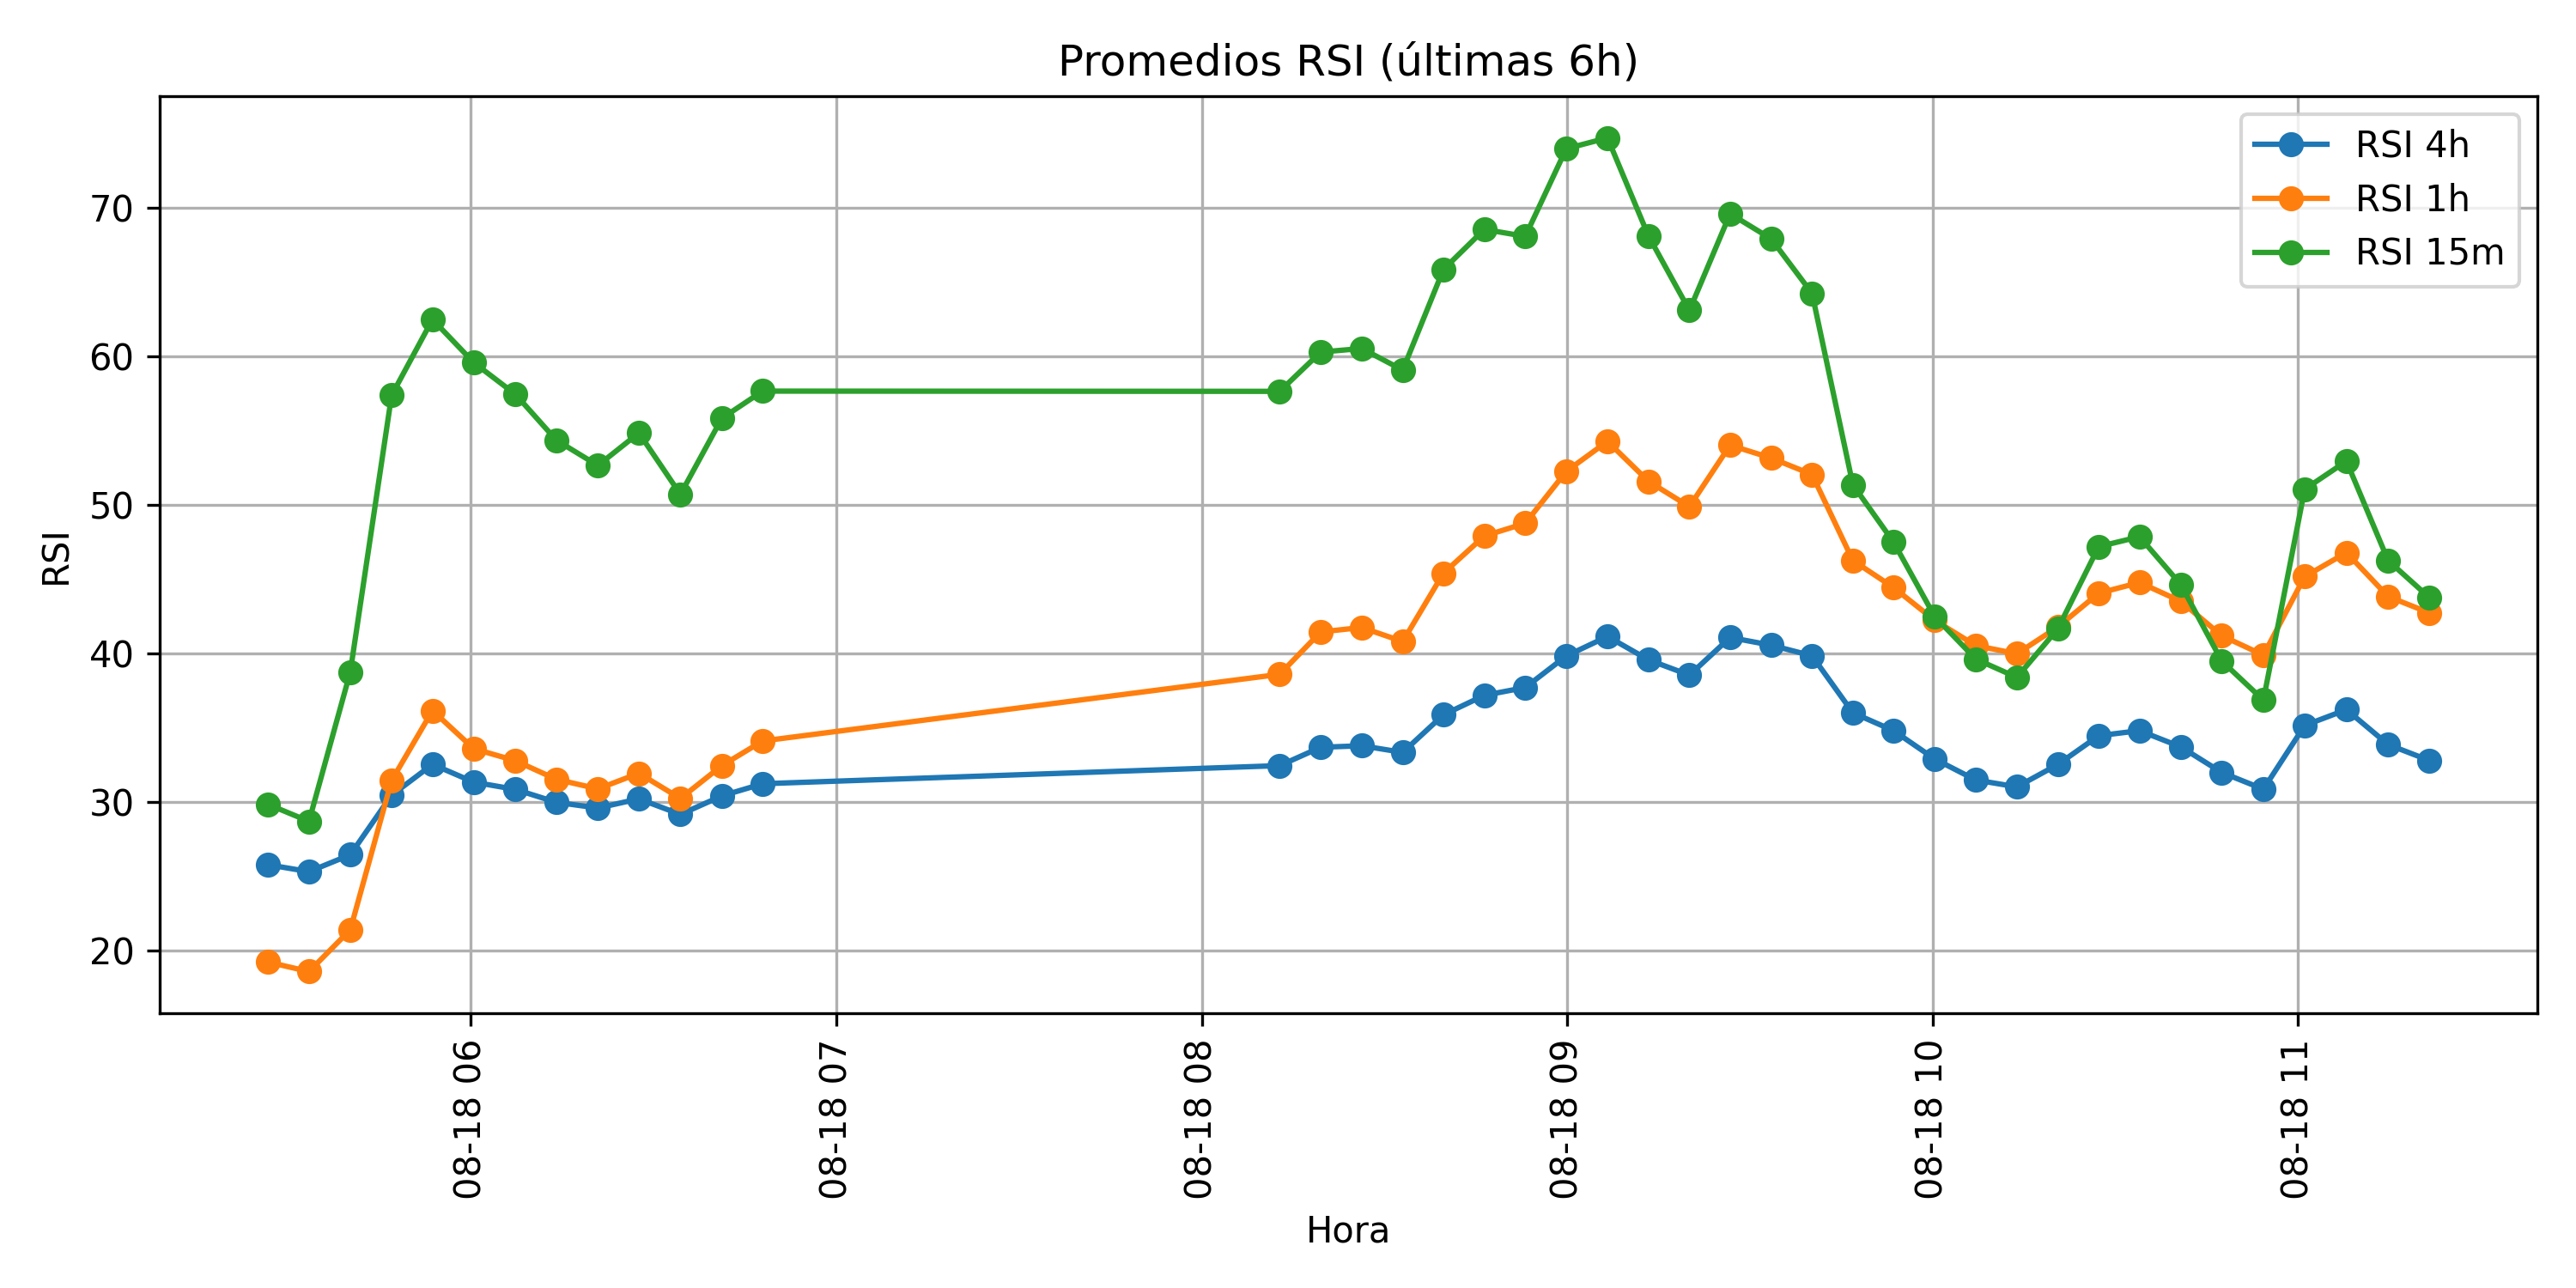 Promedios RSI (últimas 6h)
RSI 4h
RSI 1h
RSI 15m
RSI
70
60
50
40
30
20
08-18 06
08-18 07
08-18 08
08-18 09
08-18 10
08-18 11
Hora